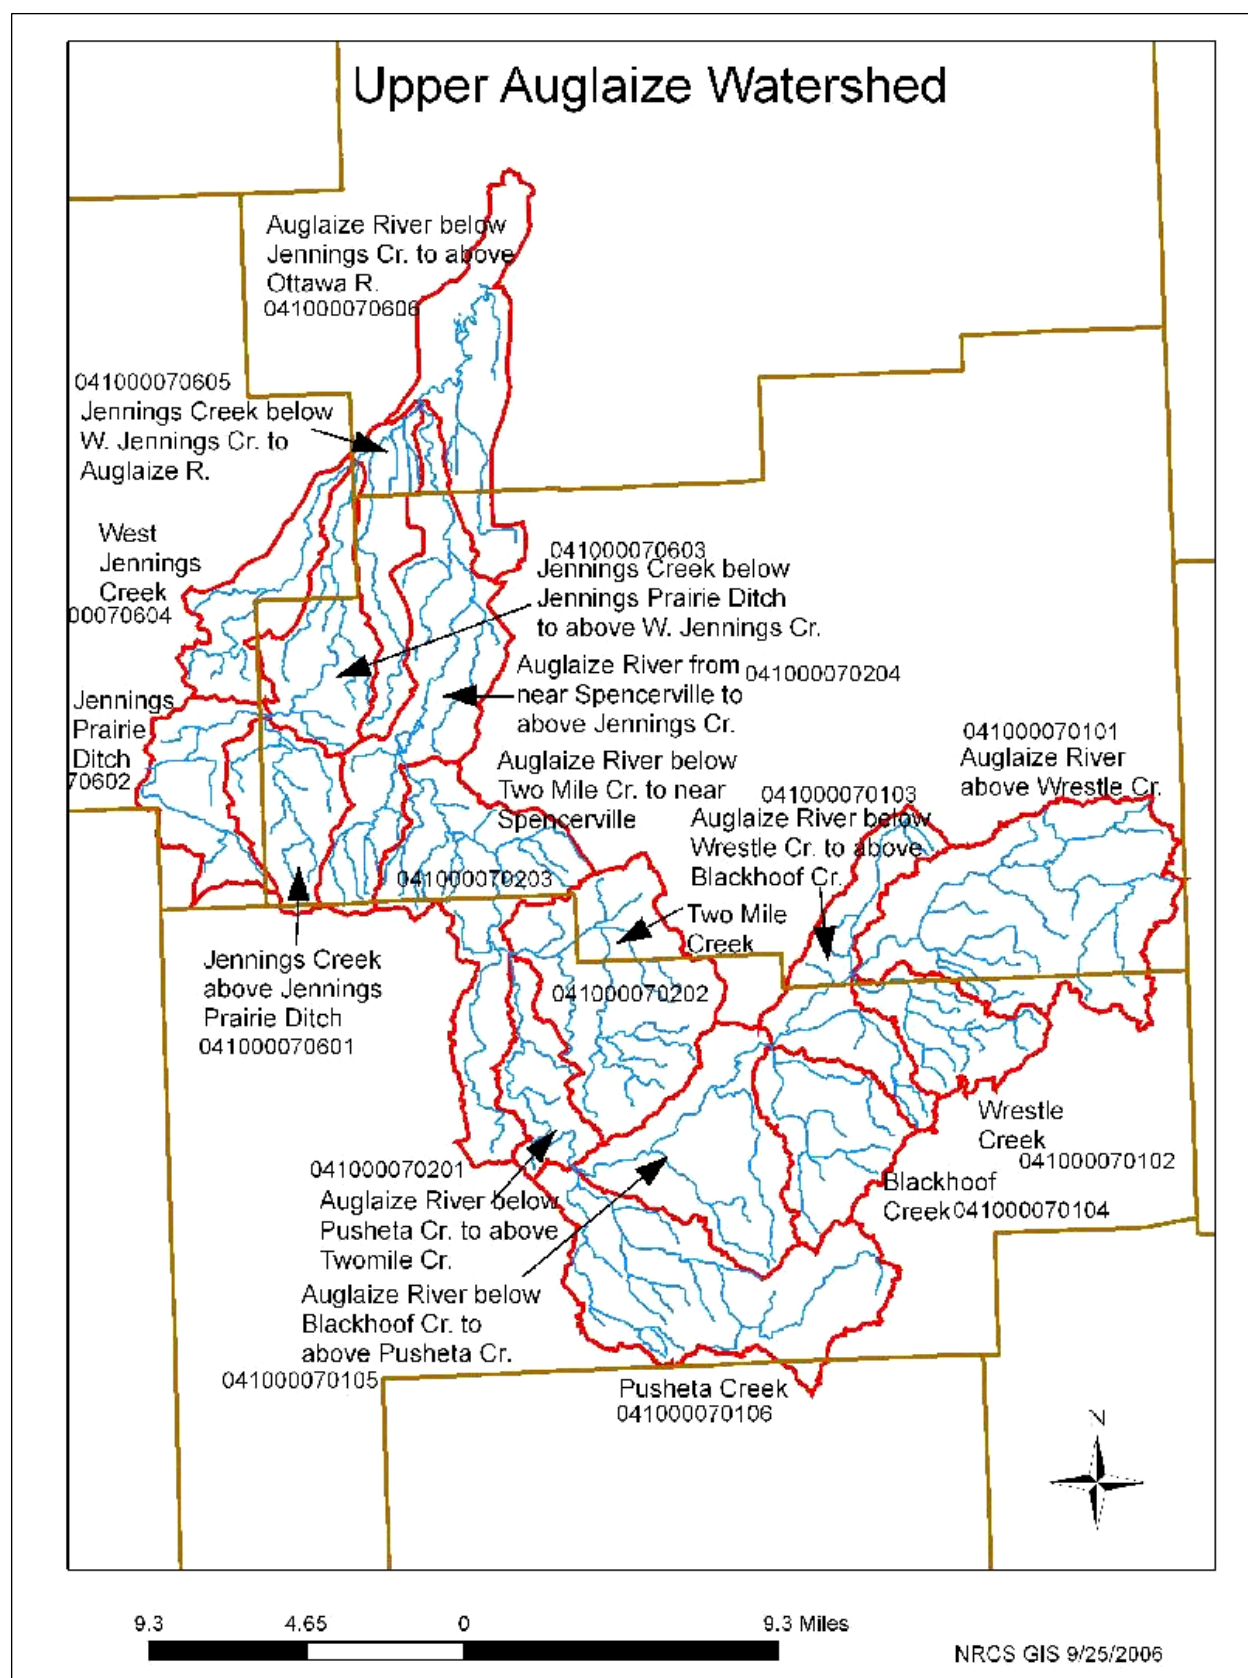 Upper Auglaize Watershed
Auglaize River below
Jennings Cr. to above
Ottawa R.
041000070606
041000070605
Jennings Creek below
W. Jennings Cr. to
Auglaize R.
West
Jennings
Creek
00070604
041000070603
Jennings Creek below
Jennings Prairie Ditch
to above W. Jennings Cr.
Auglaize River from
near Spencerville to
above Jennings Cr.
041000070204
Jennings
Prairie
Ditch
70602
Auglaize River below
Two Mile Cr. to near
Spencerville
041000070203
041000070101
Auglaize River
above Wrestle Cr.
041000070103
Auglaize River below
Wrestle Cr. to above
Blackhoof Cr.
Two Mile
Creek
041000070202
Jennings Creek
above Jennings
Prairie Ditch
041000070601
Wrestle
Creek
041000070102
Blackhoof
Creek
041000070104
041000070201
Auglaize River below
Pusheta Cr. to above
Twomile Cr.
Auglaize River below
Blackhoof Cr. to
above Pusheta Cr.
041000070105
Pusheta Creek
041000070106
N
9.3 4.65 0 9.3 Miles
NRCS GIS 9/25/2006